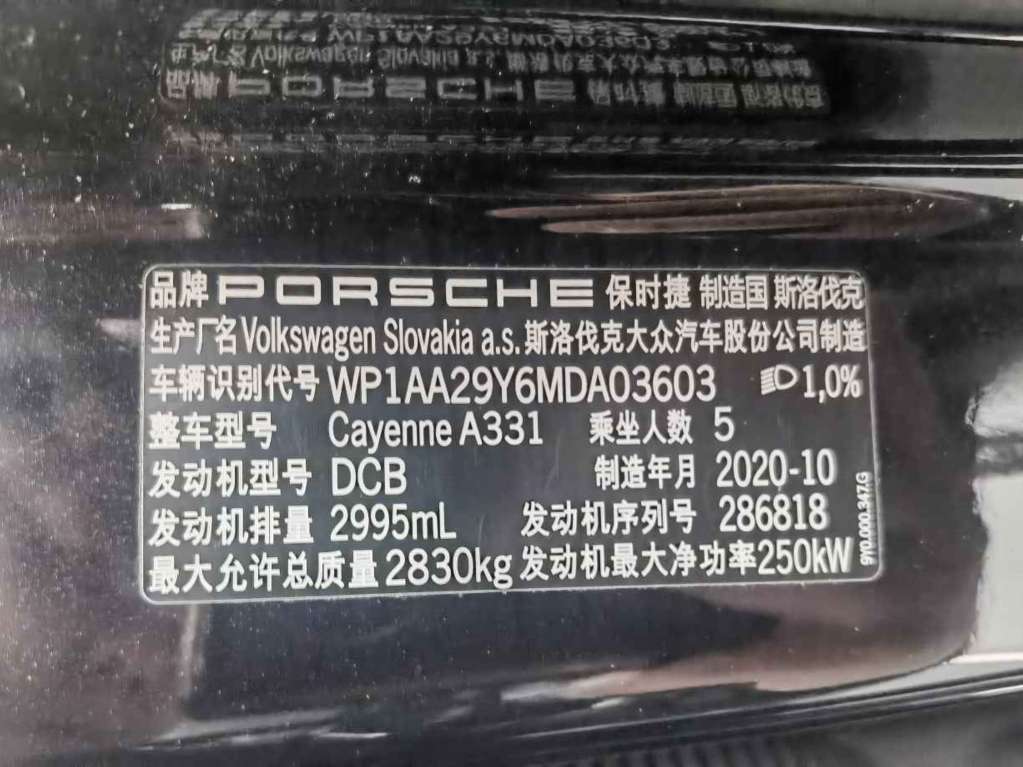 品牌 PORSCHE 保时捷 制造国 斯洛伐克
生产厂名 Volkswagen Slovakia a.s. 斯洛伐克大众汽车股份公司制造
车辆识别代号 WP1AA29Y6MDA03603 1,0%
整车型号 Cayenne A331 乘坐人数 5
发动机型号 DCB 制造年月 2020-10
发动机排量 2995mL 发动机序列号 286818
最大允许总质量 2830kg 发动机最大净功率 250kW
9Y0.000.347.G